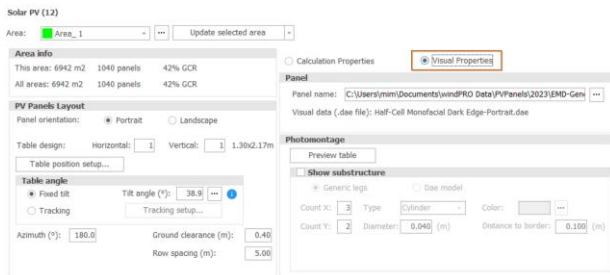 Solar PV (12)
Area: Area_ 1 ... Update selected area
Area info
This area: 6942 m2 1040 panels 42% GCR
All areas: 6942 m2 1040 panels 42% GCR
PV Panels Layout
Panel orientation: Portrait Landscape
Table design: Horizontal: 1 Vertical: 1 1.30x2.17m
Table position setup...
Table angle
Fixed tilt Tilt angle (°): 38.9 ... i
Tracking Tracking setup...
Azimuth (°): 180.0 Ground clearance (m): 0.40
Row spacing (m): 5.00
Calculation Properties Visual Properties
Panel
Panel name: C:\Users\mim\Documents\windPRO Data\PVPanels\2023\EMD-Gene ...
Visual data (.dae file): Half-Cell Monofacial Dark Edge-Portrait.dae
Photomontage
Preview table
Show substructure
Generic legs Dae model
Count X: 3 Type Cylinder Color: ...
Count Y: 2 Diameter: 0.040 (m) Distance to border: 0.100 (m)